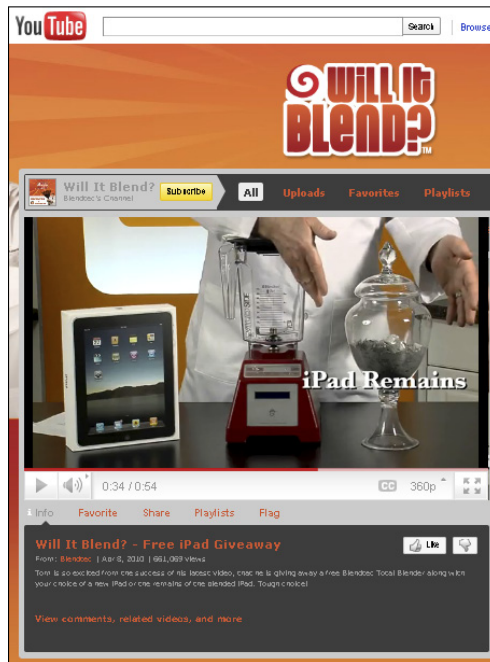 YouTube
Search
Browse
WILL IT
BLEND?
TM
Will It Blend?
Blendtec's Channel
Subscribe
All
Uploads
Favorites
Playlists
iPad Remains
0:34 / 0:54
CC
360p
Info
Favorite
Share
Playlists
Flag
Will It Blend? - Free iPad Giveaway
Like
From: Blendtec | Apr 8, 2010 | 661,069 views
Tom is so excited from the success of his latest video, that he is giving away a free Blendtec Total Blender along with
your choice of a new iPad or the remains of the blended iPad. Tough choice!
View comments, related videos, and more